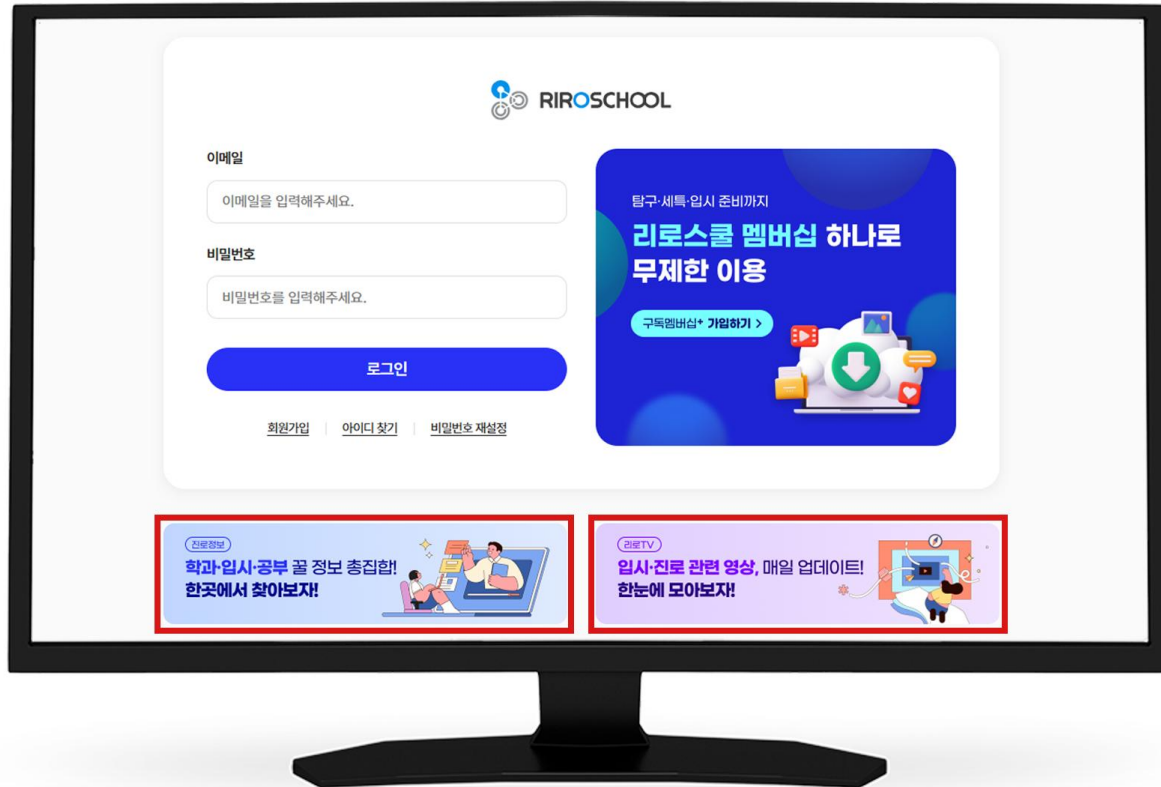 RIROSCHOOL
이메일
이메일을 입력해주세요.
비밀번호
비밀번호를 입력해주세요.
로그인
회원가입
아이디 찾기
비밀번호 재설정
탐구·세특·입시 준비까지
리로스쿨 멤버십 하나로
무제한 이용
구독멤버십+ 가입하기 >
진로정보
학과·입시·공부 꿀 정보 총집합!
한곳에서 찾아보자!
리로TV
입시·진로 관련 영상, 매일 업데이트!
한눈에 모아보자!